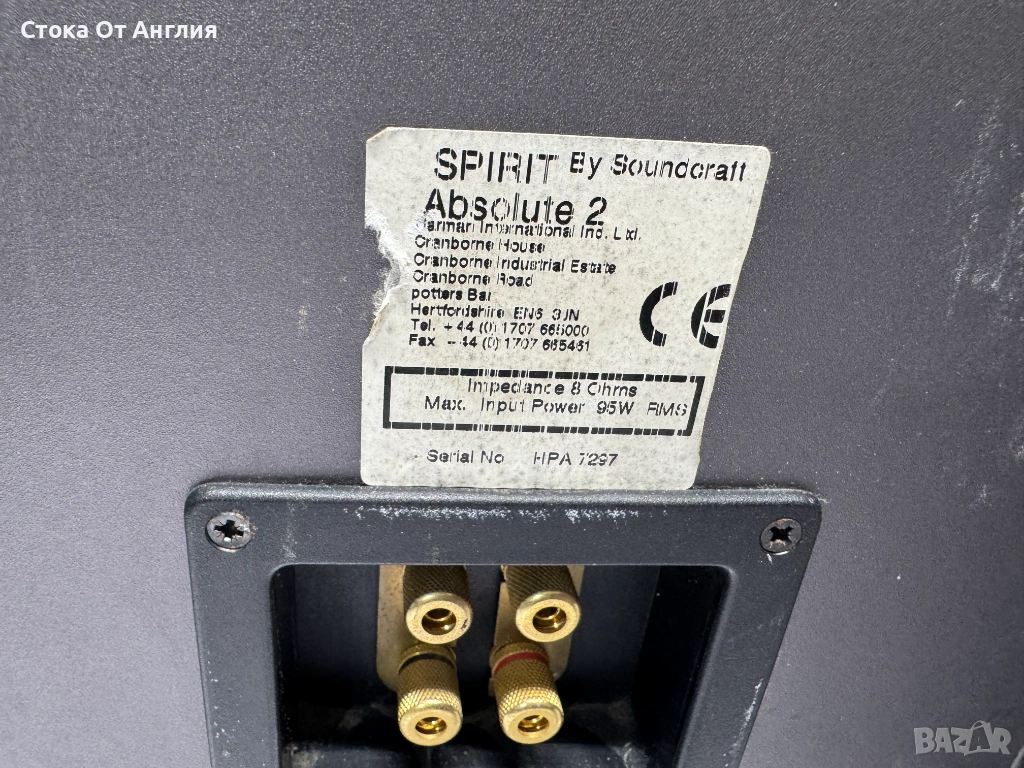 Стока От Англия
SPIRIT By Soundcraft
Absolute 2
Harman International Ind. Ltd.
Cranborne House
Cranborne Industrial Estate
Cranborne Road
potters Bar
Hertfordshire EN6 3JN
Tel. +44 (0) 1707 665000
Fax +44 (0) 1707 665461
CE
Impedance 8 Ohms
Max. Input Power 95W RMS
Serial No HPA 7297
BAZAR